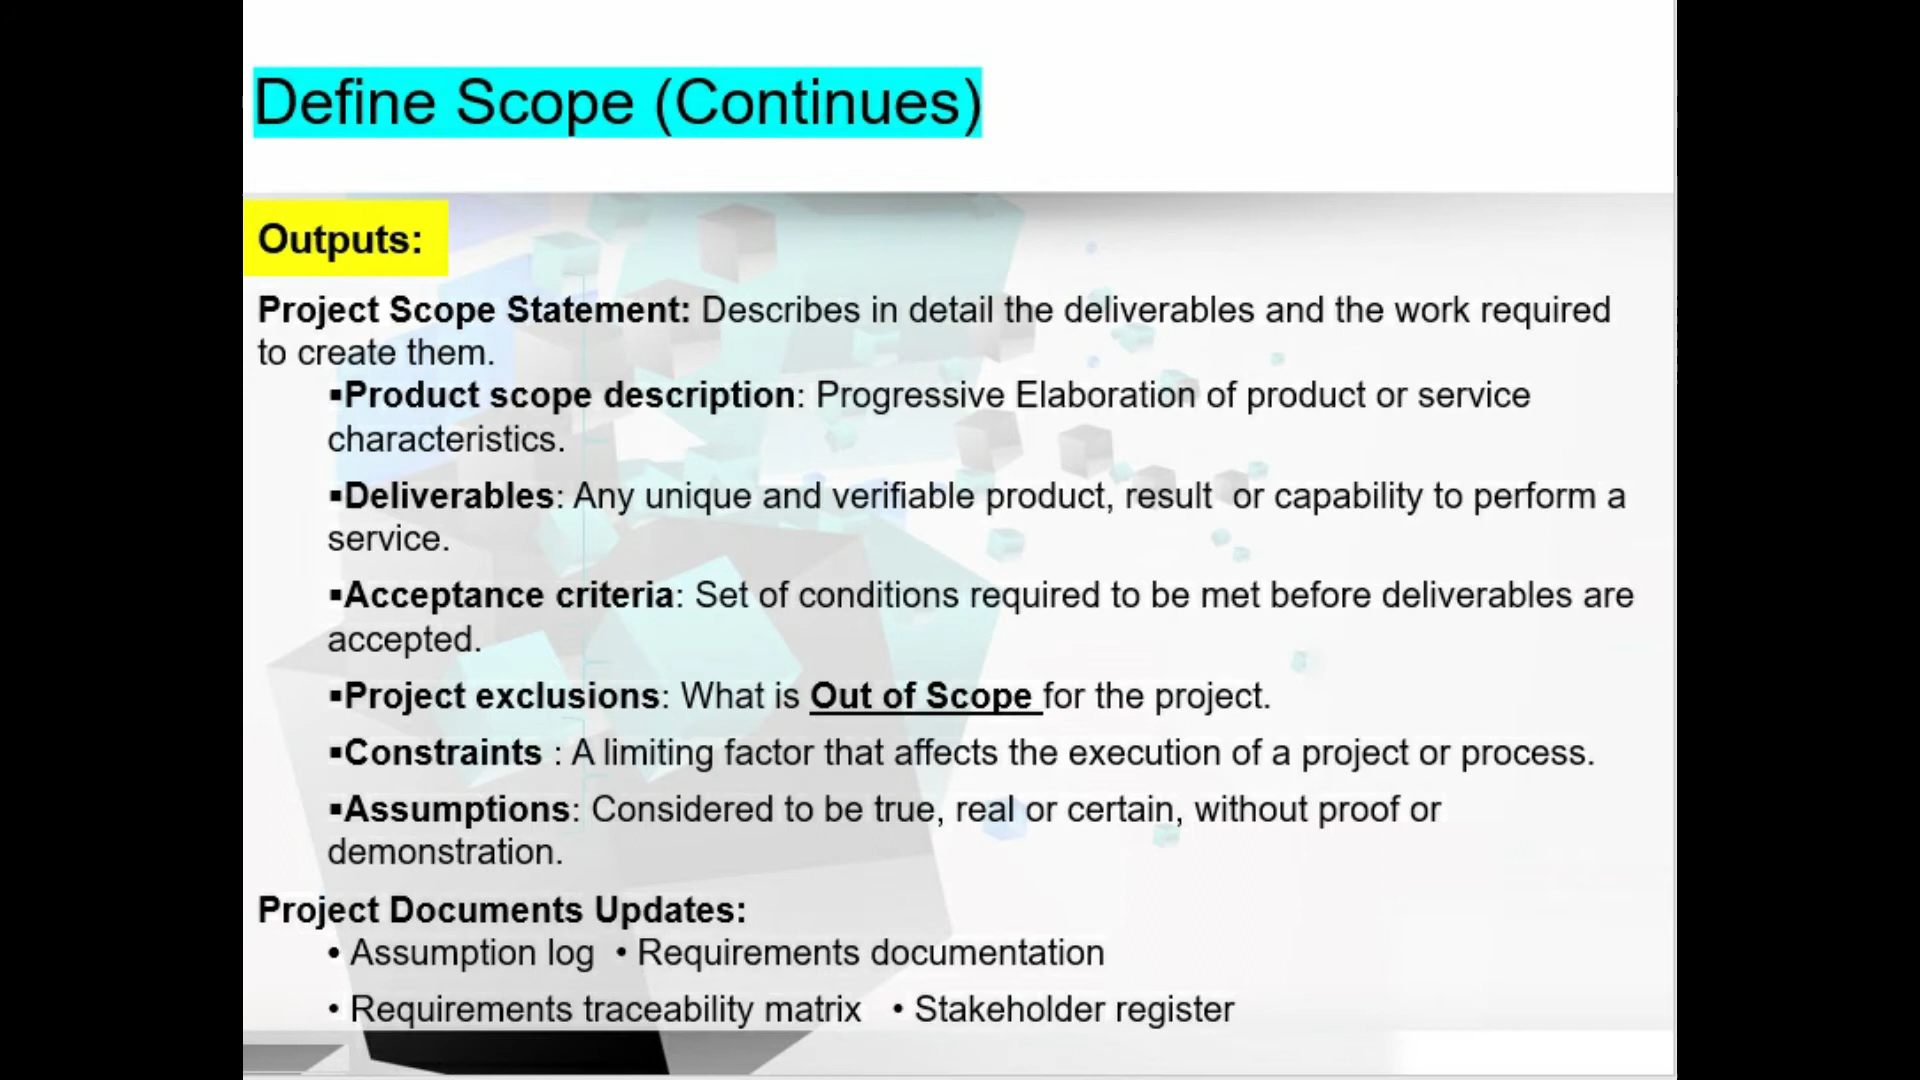 Define Scope (Continues)
Outputs:
Project Scope Statement: Describes in detail the deliverables and the work required
to create them.
▪Product scope description: Progressive Elaboration of product or service
characteristics.
▪Deliverables: Any unique and verifiable product, result  or capability to perform a
service.
▪Acceptance criteria: Set of conditions required to be met before deliverables are
accepted.
▪Project exclusions: What is Out of Scope for the project.
▪Constraints : A limiting factor that affects the execution of a project or process.
▪Assumptions: Considered to be true, real or certain, without proof or
demonstration.
Project Documents Updates:
• Assumption log • Requirements documentation
• Requirements traceability matrix • Stakeholder register